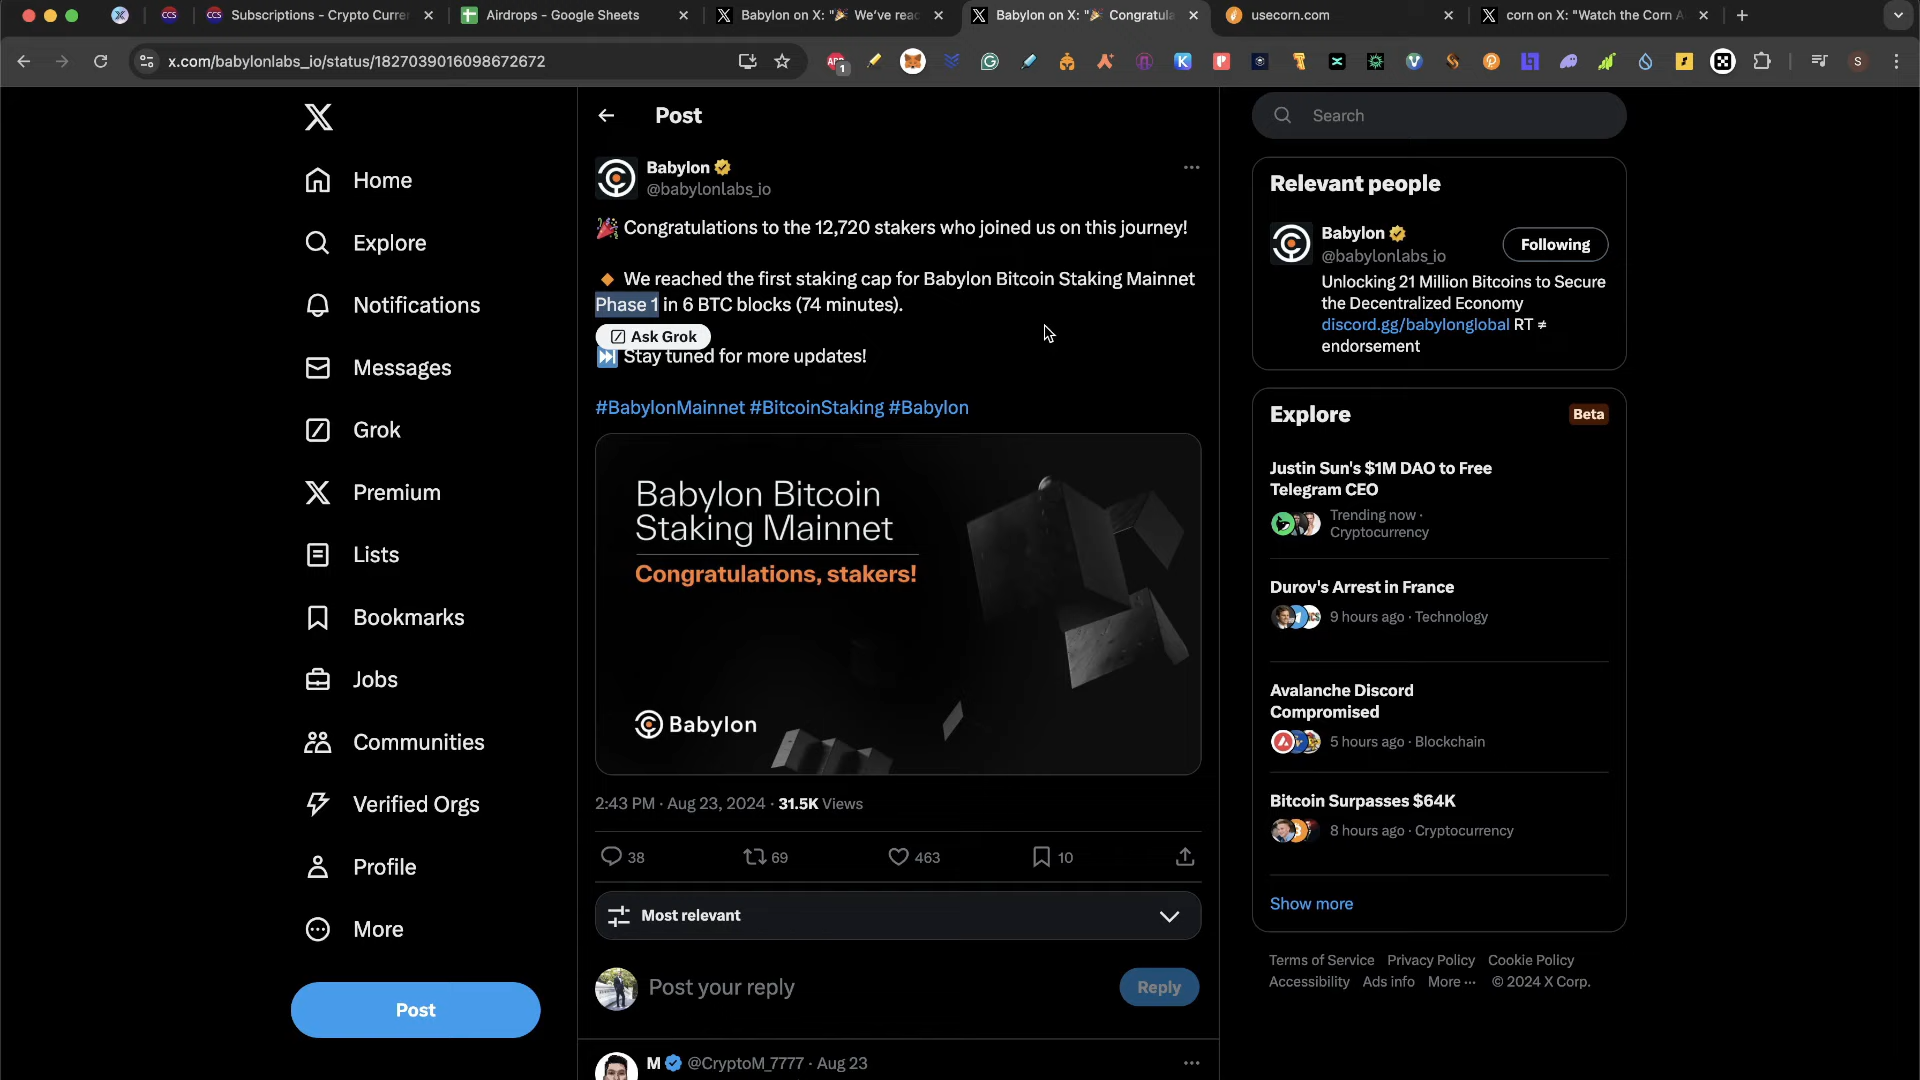 Subscriptions - Crypto Curre
Airdrops - Google Sheets
Babylon on X: "🎉 We've rea
Babylon on X: "🎉 Congratula
usecorn.com
corn on X: "Watch the Corn A
x.com/babylonlabs_io/status/1827039016098672672
Home
Explore
Notifications
Messages
Grok
Premium
Lists
Bookmarks
Jobs
Communities
Verified Orgs
Profile
More
Post
Post
Babylon
@babylonlabs_io
🎉 Congratulations to the 12,720 stakers who joined us on this journey!
🔸 We reached the first staking cap for Babylon Bitcoin Staking Mainnet
Phase 1 in 6 BTC blocks (74 minutes).
Ask Grok
⏭️ Stay tuned for more updates!
#BabylonMainnet #BitcoinStaking #Babylon
Babylon Bitcoin
Staking Mainnet
Congratulations, stakers!
Babylon
2:43 PM · Aug 23, 2024 · 31.5K Views
38 69 463 10
Most relevant
Post your reply
Reply
M @CryptoM_7777 · Aug 23
Search
Relevant people
Babylon
@babylonlabs_io
Following
Unlocking 21 Million Bitcoins to Secure
the Decentralized Economy
discord.gg/babylonglobal RT ≠
endorsement
Explore
Beta
Justin Sun's $1M DAO to Free
Telegram CEO
Trending now ·
Cryptocurrency
Durov's Arrest in France
9 hours ago · Technology
Avalanche Discord
Compromised
5 hours ago · Blockchain
Bitcoin Surpasses $64K
8 hours ago · Cryptocurrency
Show more
Terms of Service Privacy Policy Cookie Policy
Accessibility Ads info More ··· © 2024 X Corp.